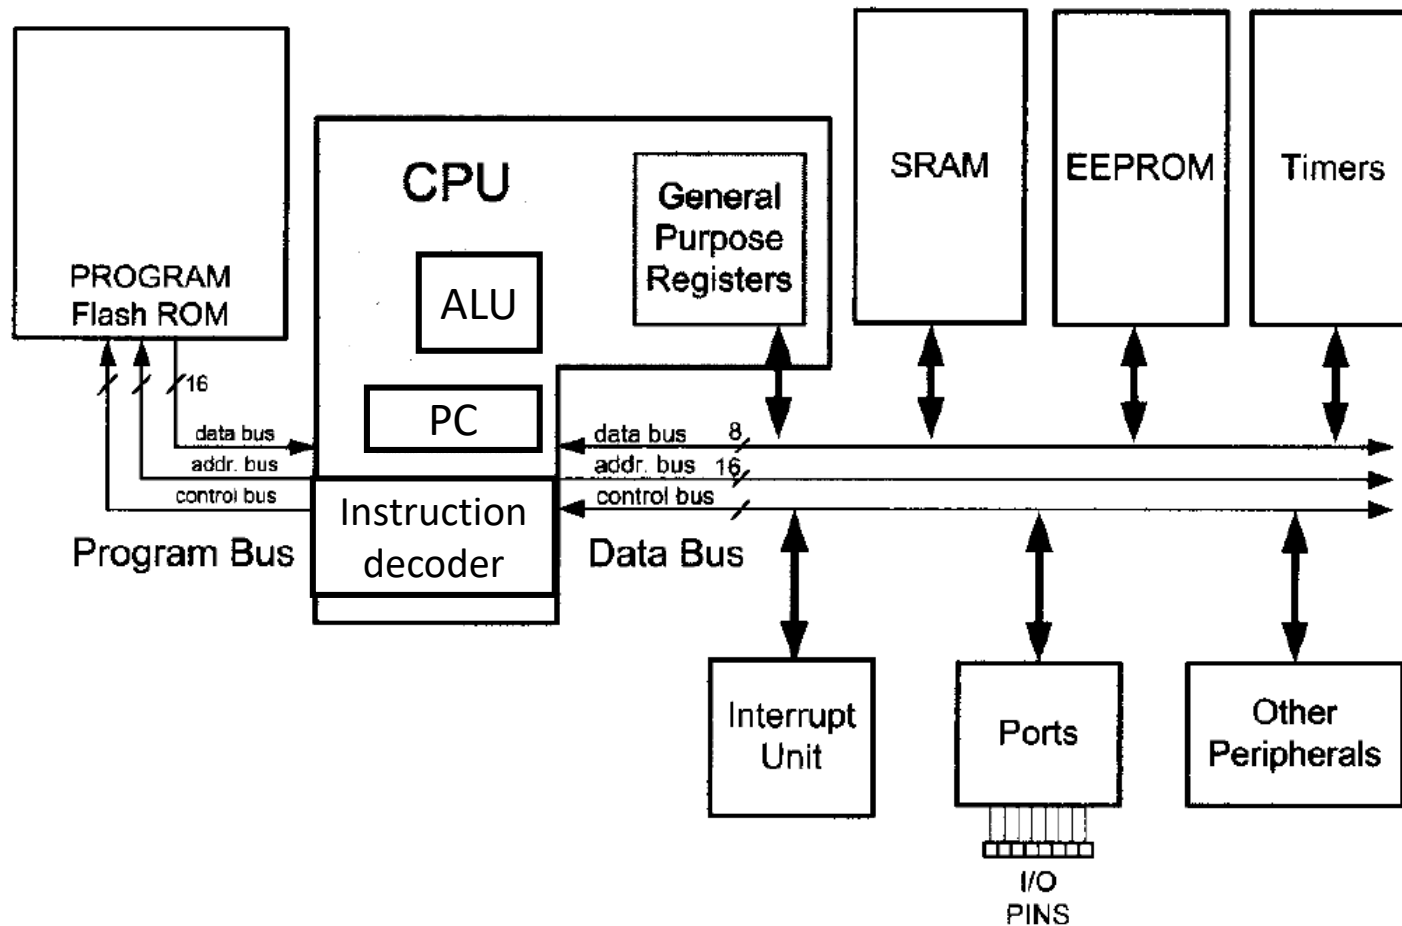 PROGRAM
Flash ROM
CPU
ALU
PC
General
Purpose
Registers
SRAM
EEPROM
Timers
16
data bus
addr. bus
control bus
Program Bus
Instruction
decoder
data bus 8
addr. bus 16
control bus
Data Bus
Interrupt
Unit
Ports
I/O
PINS
Other
Peripherals